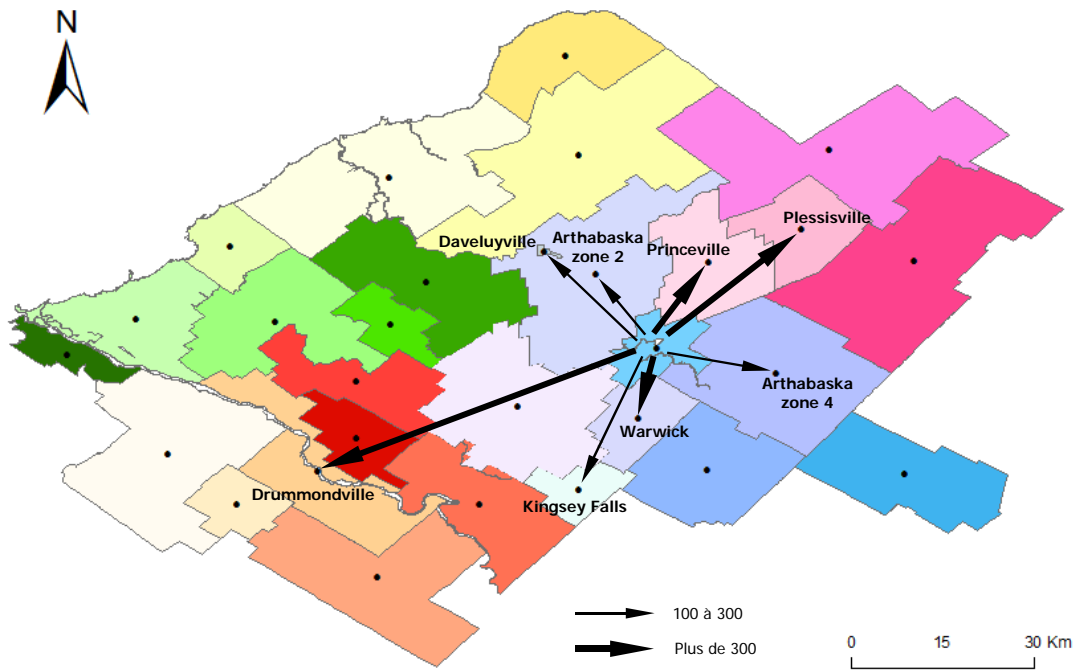 N
Plessisville
Daveluyville
Arthabaska
zone 2
Princeville
Arthabaska
zone 4
Warwick
Drummondville
Kingsey Falls
100 à 300
Plus de 300
0 15 30 Km